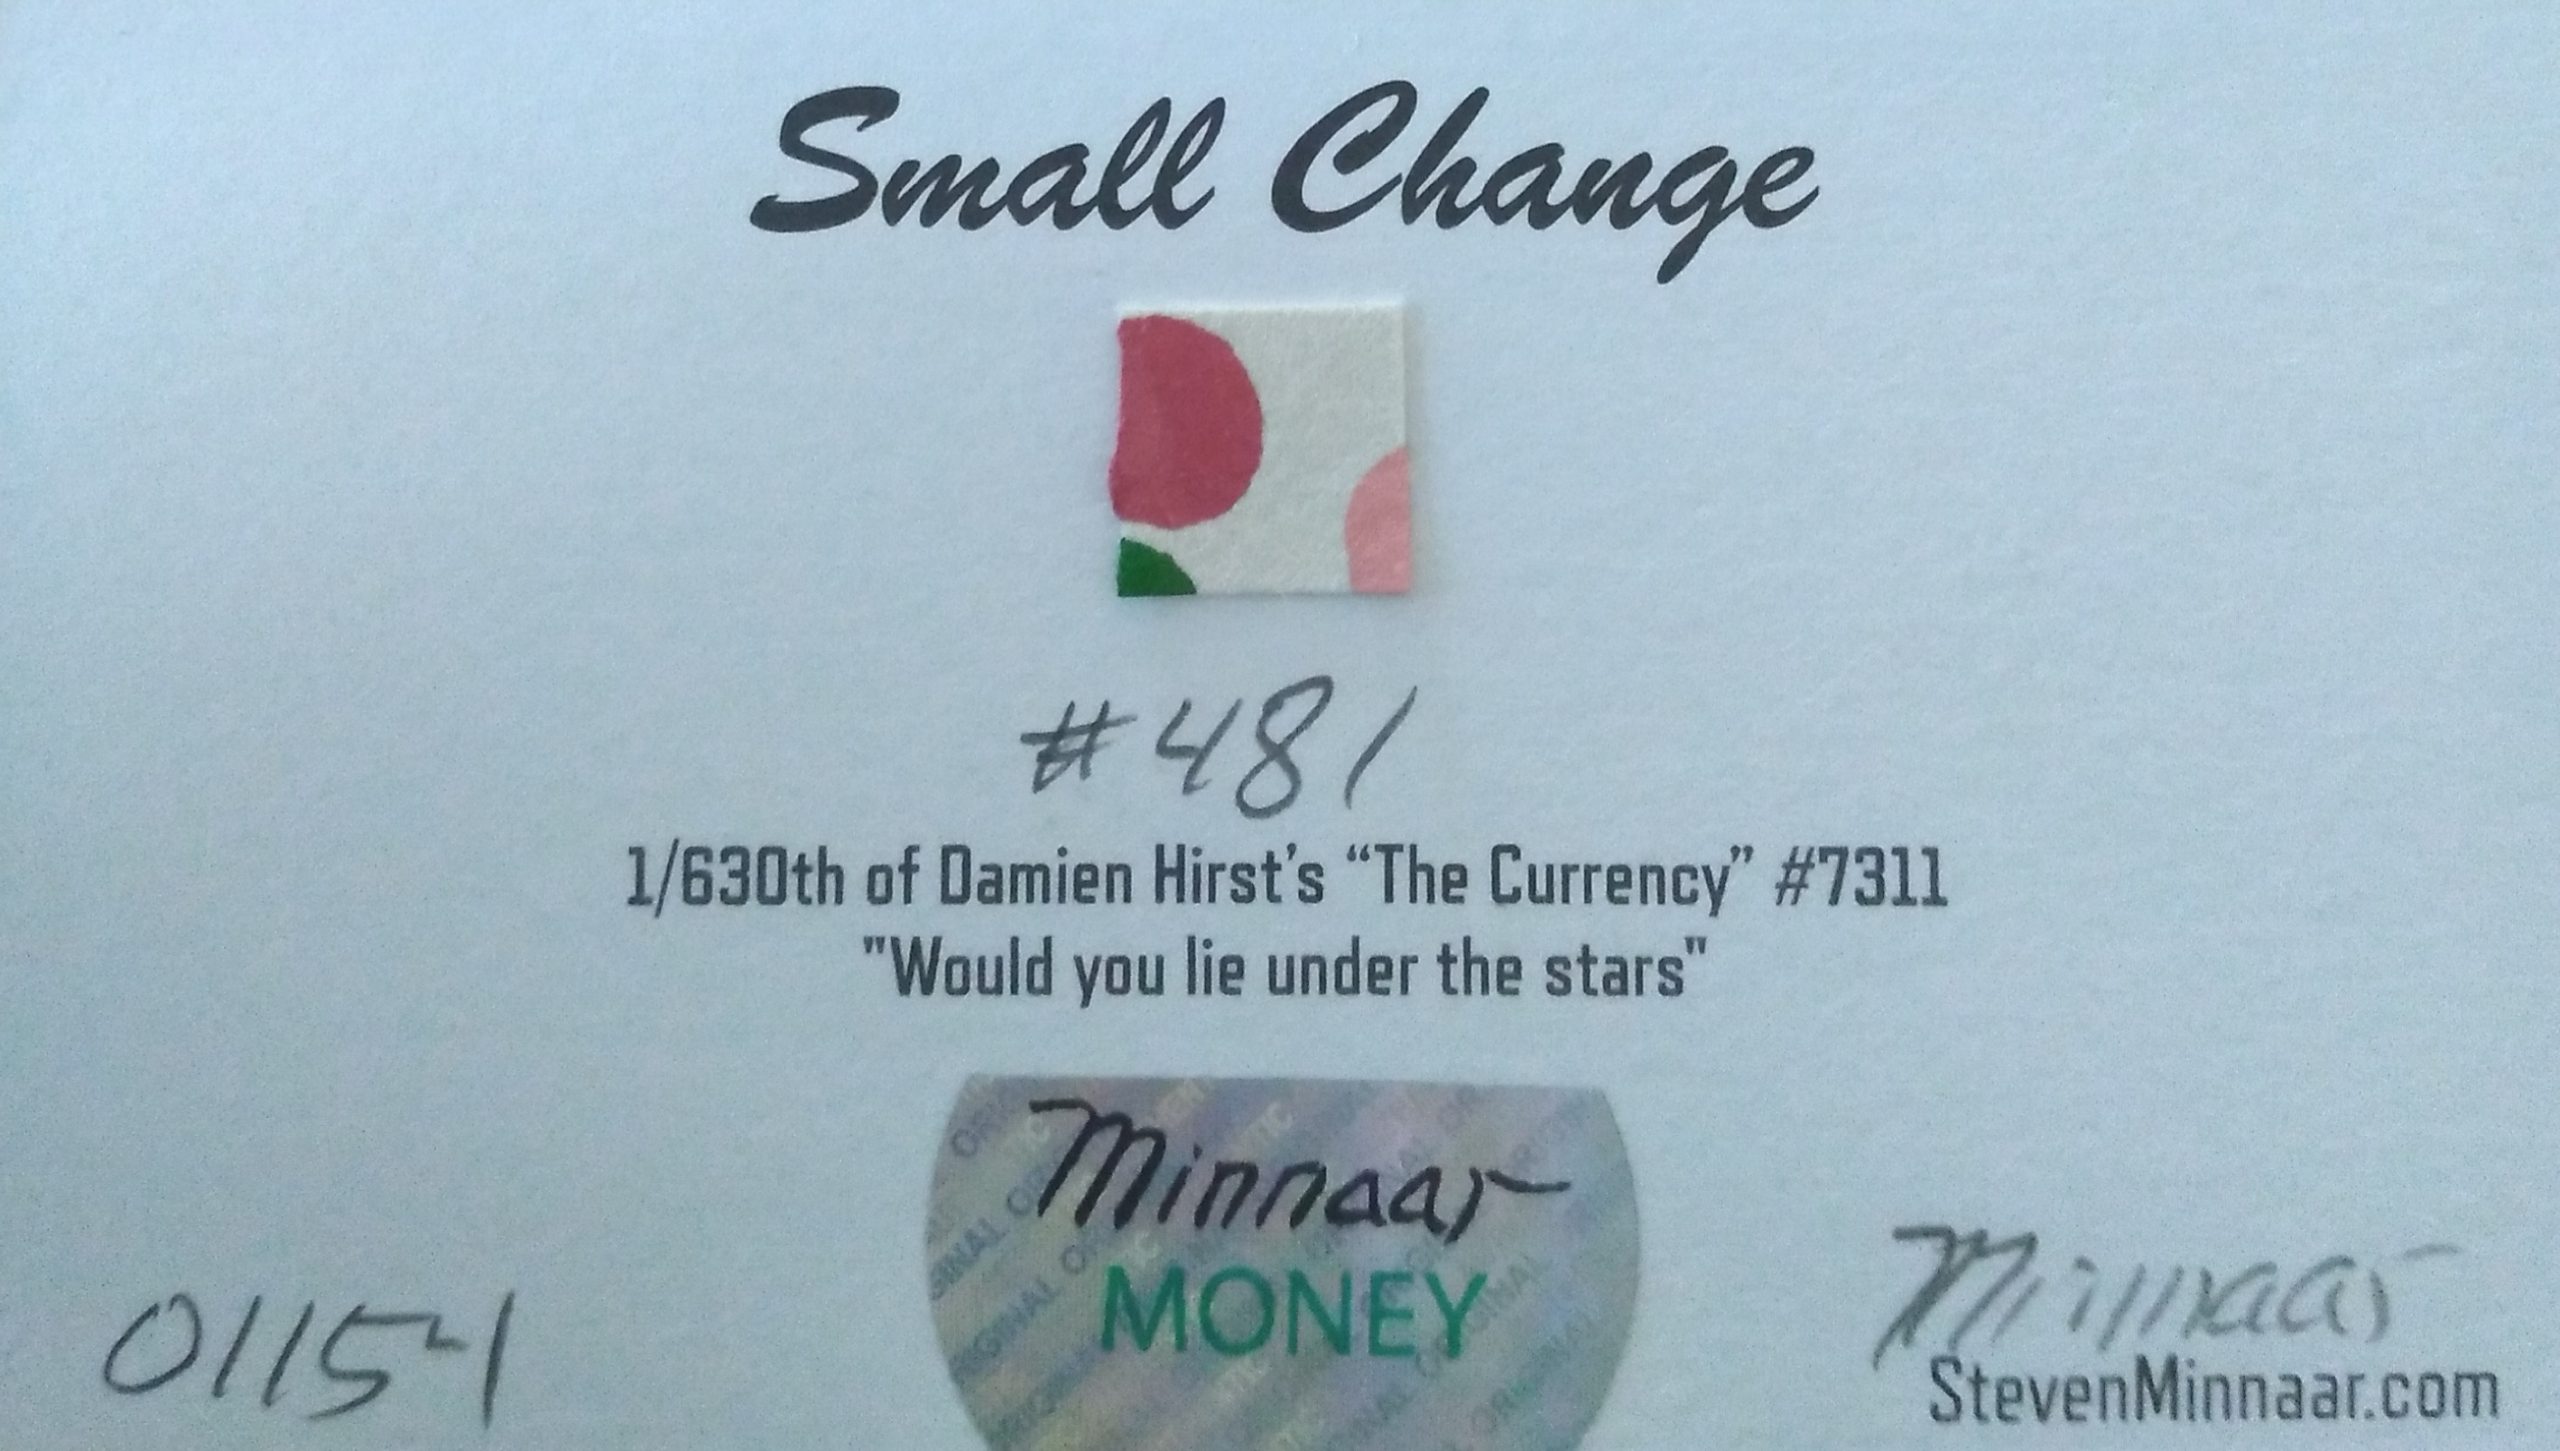 Small Change
#481
1/630th of Damien Hirst's “The Currency” #7311
"Would you lie under the stars"
Minnaar
MONEY
01154
Minnaar
StevenMinnaar.com